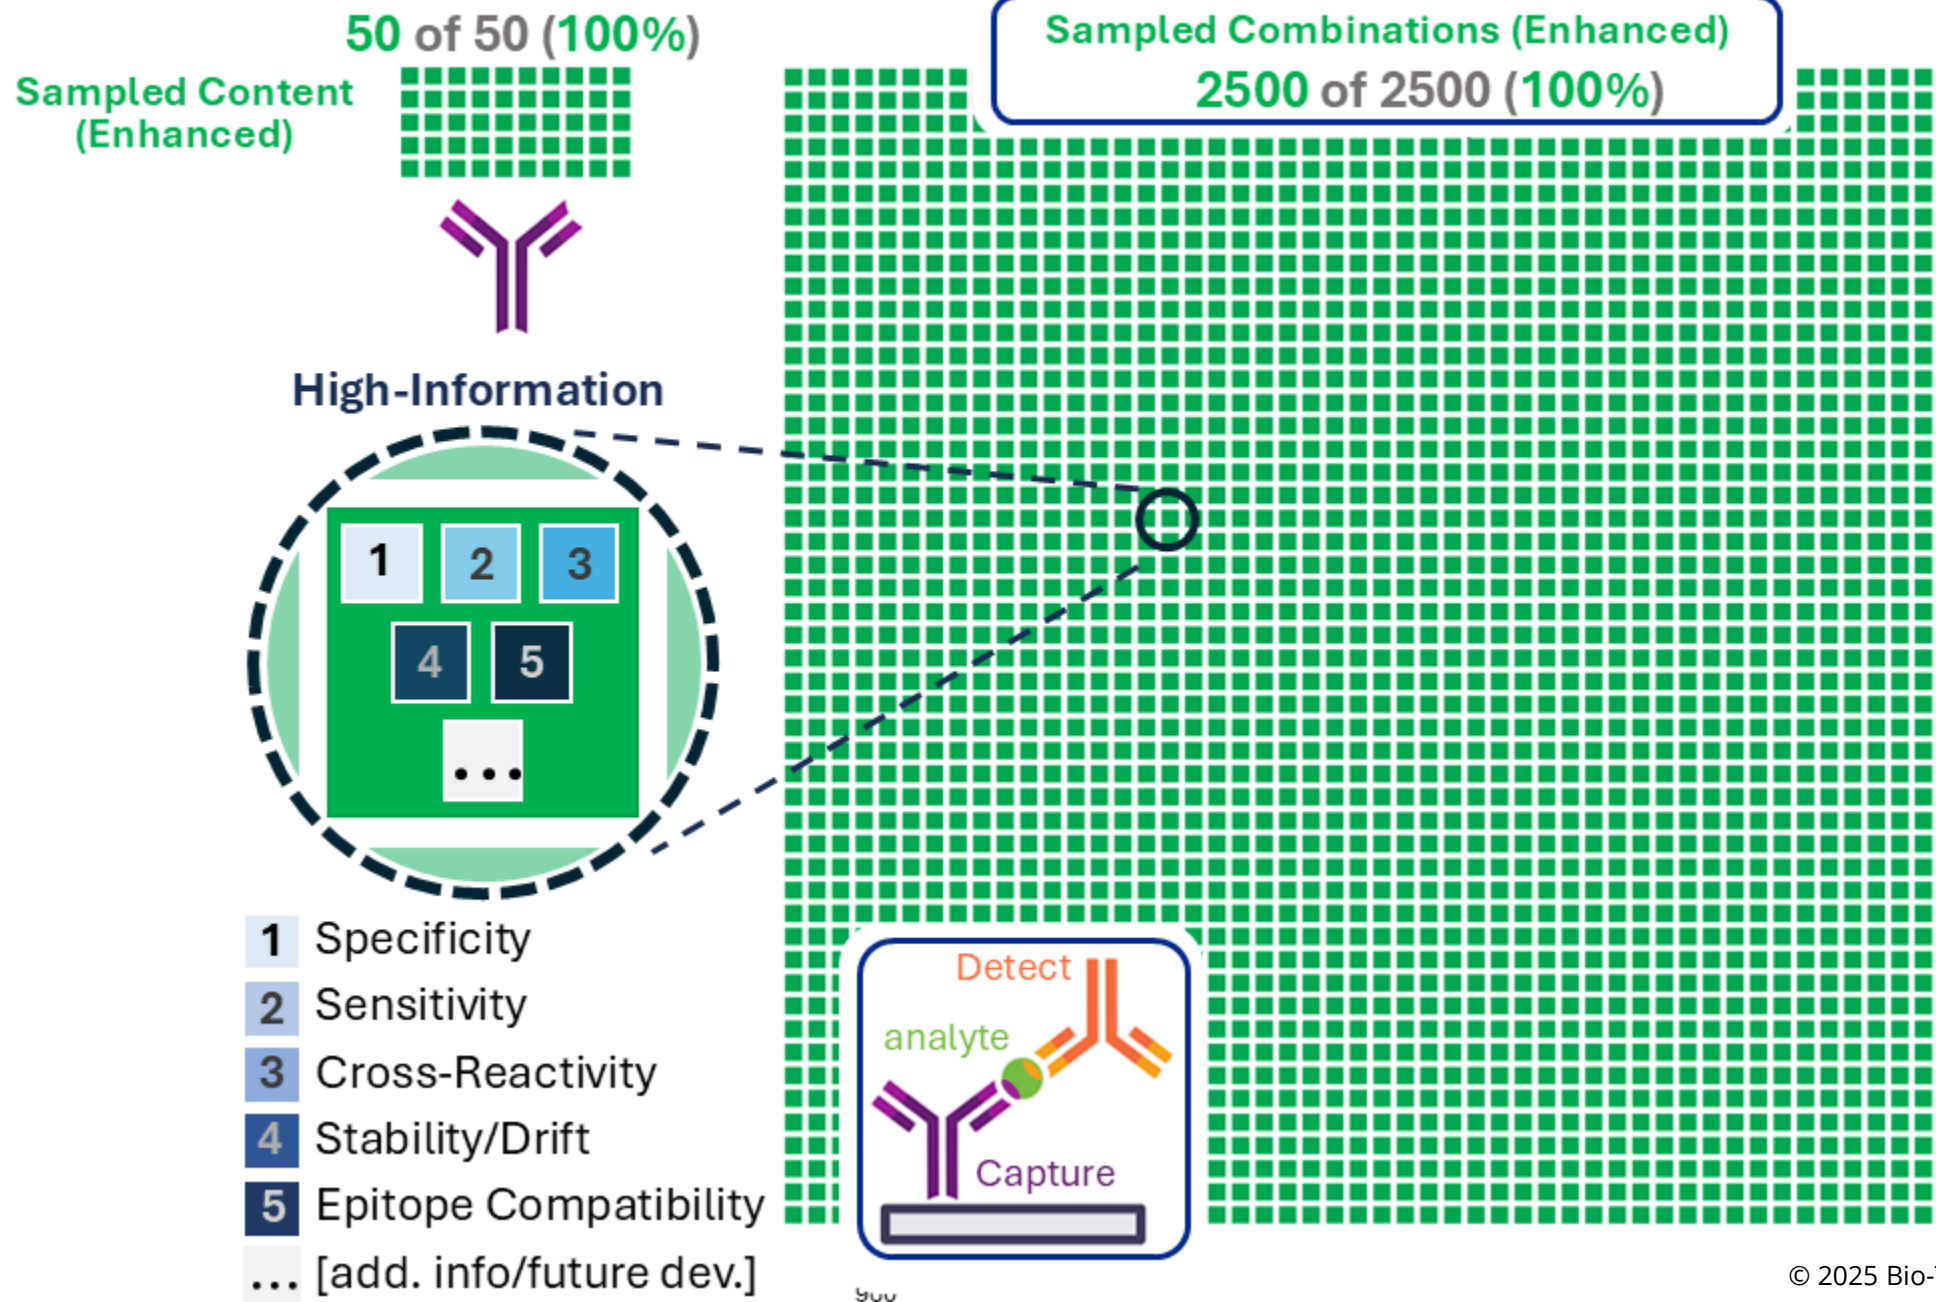 50 of 50 (100%)
Sampled Content
(Enhanced)
Sampled Combinations (Enhanced)
2500 of 2500 (100%)
High-Information
1 2 3
4 5
...
1 Specificity
2 Sensitivity
3 Cross-Reactivity
4 Stability/Drift
5 Epitope Compatibility
... [add. info/future dev.]
Detect
analyte
Capture
© 2025 Bio-